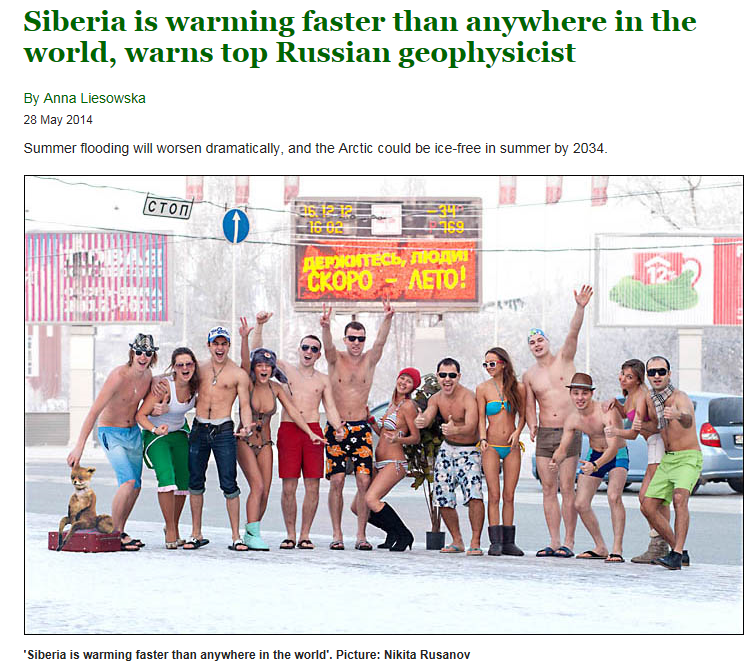 Siberia is warming faster than anywhere in the
world, warns top Russian geophysicist
By Anna Liesowska
28 May 2014
Summer flooding will worsen dramatically, and the Arctic could be ice-free in summer by 2034.
СТОП
16.12.12 -34°
16:02 769
ДЕРЖИТЕСЬ, ЛЮДИ!
СКОРО - ЛЕТО!
'Siberia is warming faster than anywhere in the world'. Picture: Nikita Rusanov